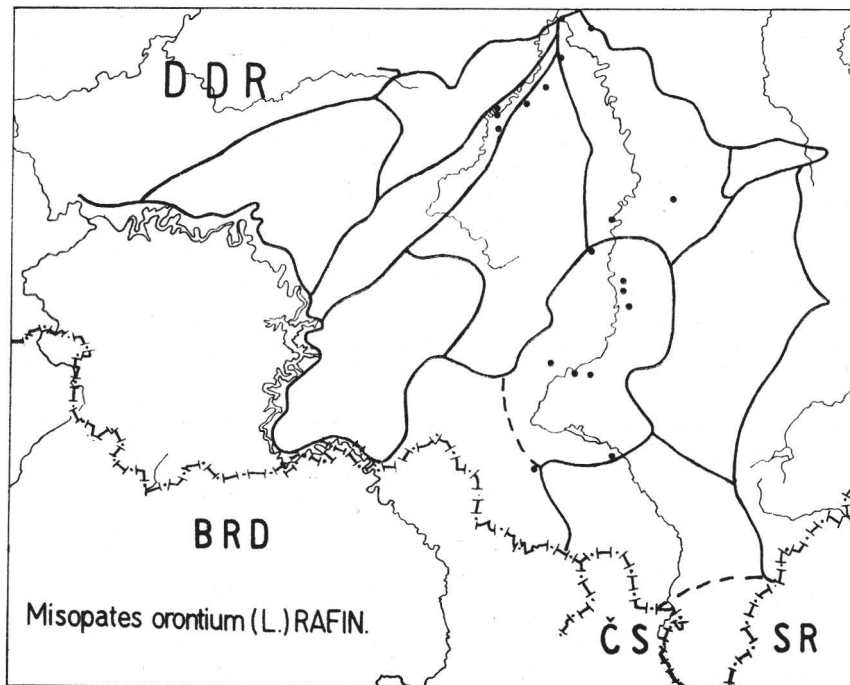 DDR
BRD
Misopates orontium (L.) RAFIN.
ČS SR